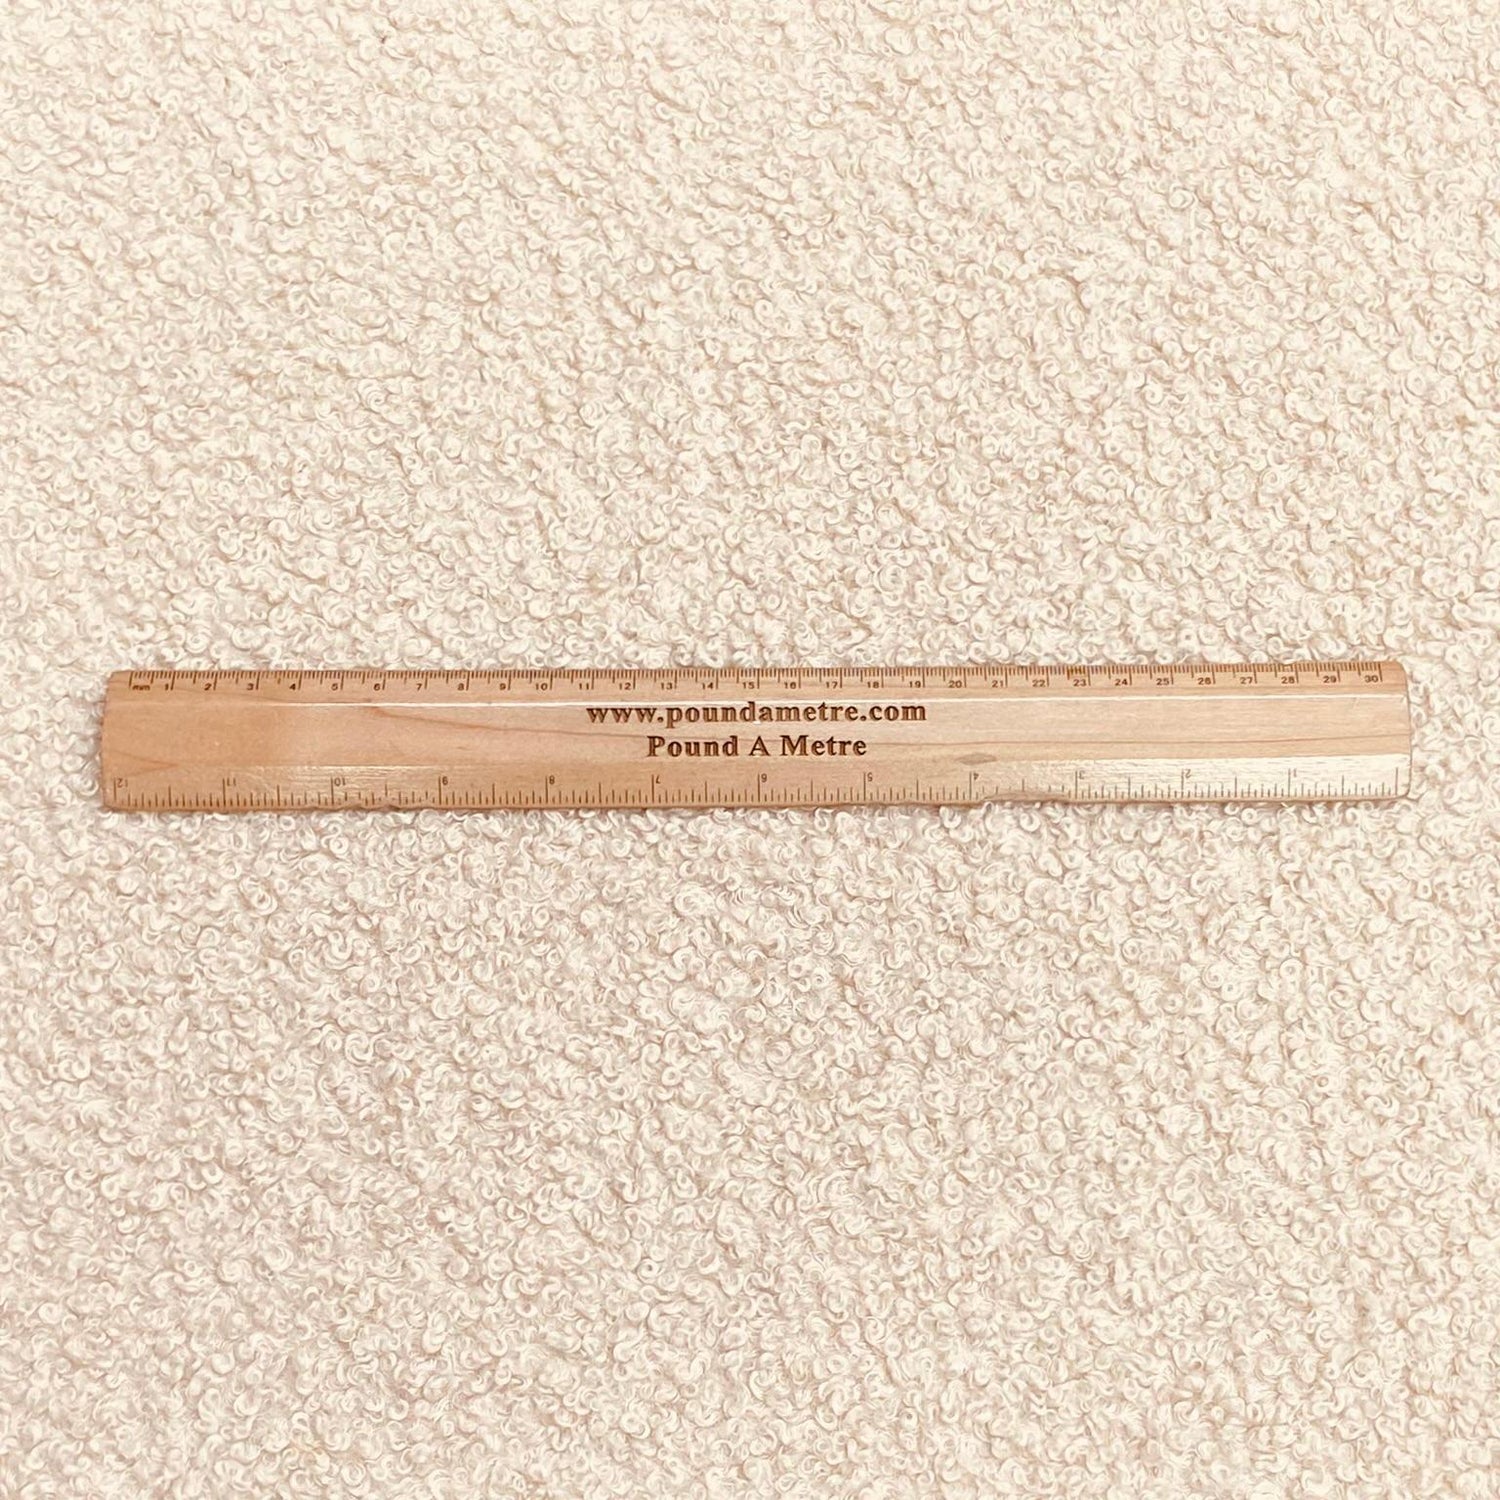 mm 1 2 3 4 5 6 7 8 9 10 11 12 13 14 15 16 17 18 19 20 21 22 23 24 25 26 27 28 29 30
www.poundametre.com
Pound A Metre
12 11 10 9 8 7 6 5 4 3 2 1